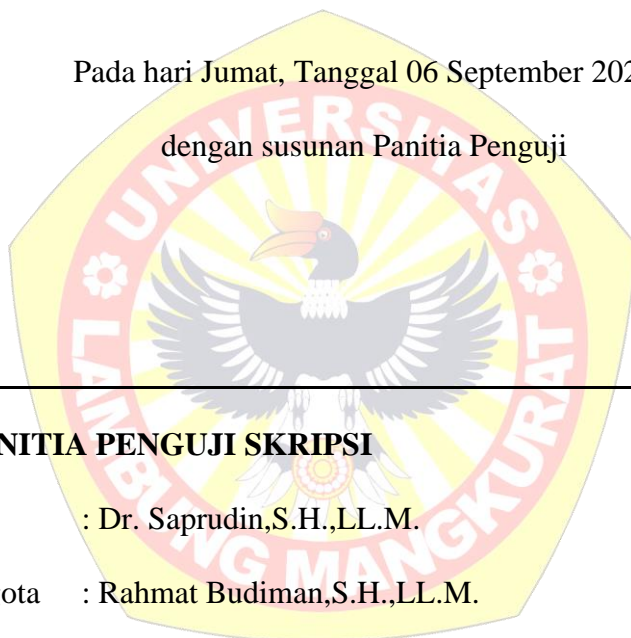 Pada hari Jumat, Tanggal 06 September 202
dengan susunan Panitia Penguji
UNIVERSITAS
LAMBUNG MANGKURAT
NITIA PENGUJI SKRIPSI
: Dr. Saprudin,S.H.,LL.M.
ota : Rahmat Budiman,S.H.,LL.M.